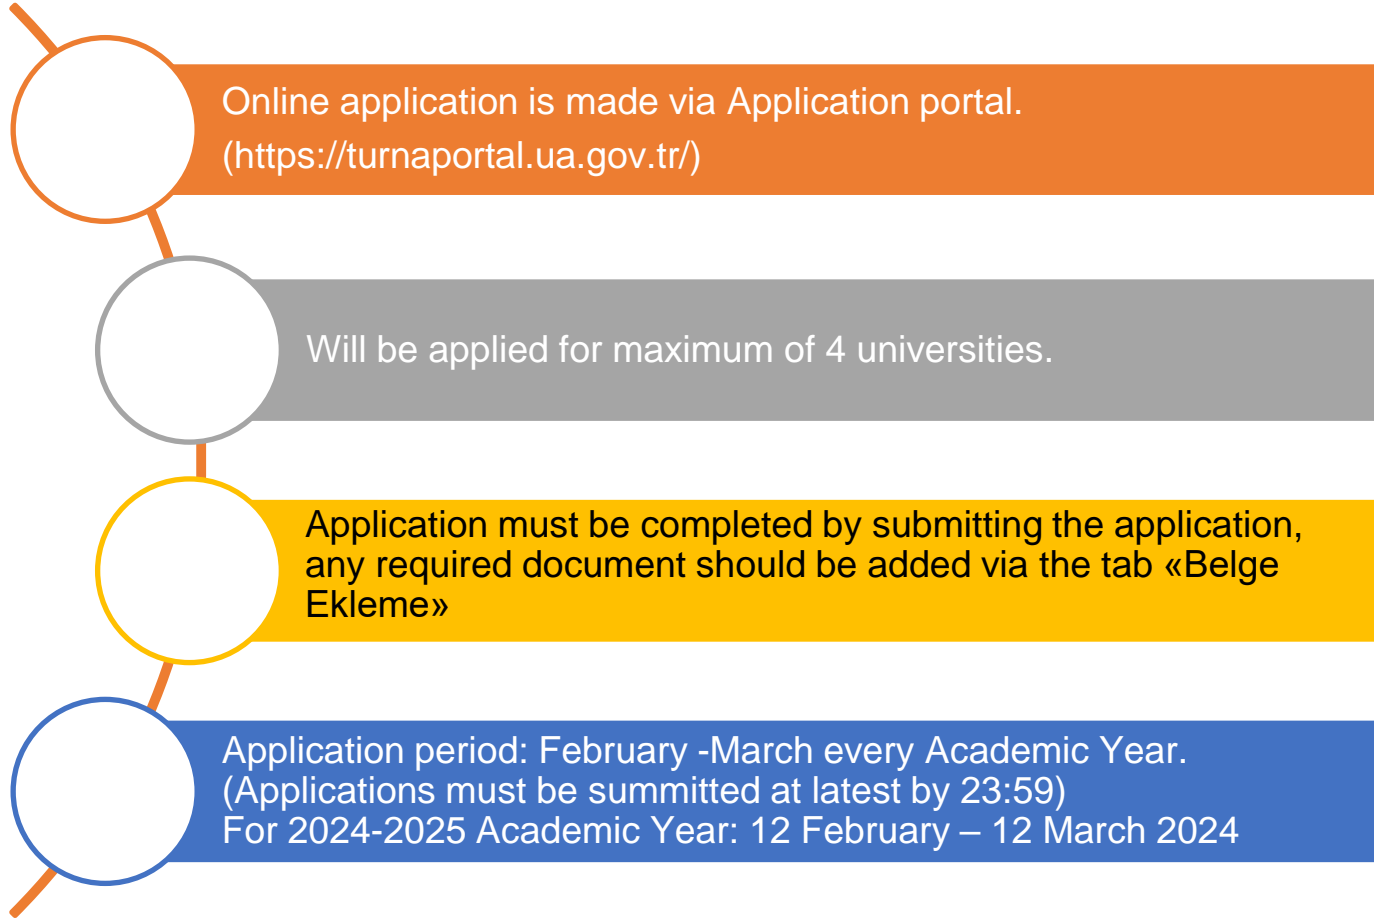 Online application is made via Application portal.
(https://turnaportal.ua.gov.tr/)
Will be applied for maximum of 4 universities.
Application must be completed by submitting the application,
any required document should be added via the tab «Belge
Ekleme»
Application period: February -March every Academic Year.
(Applications must be summitted at latest by 23:59)
For 2024-2025 Academic Year: 12 February – 12 March 2024